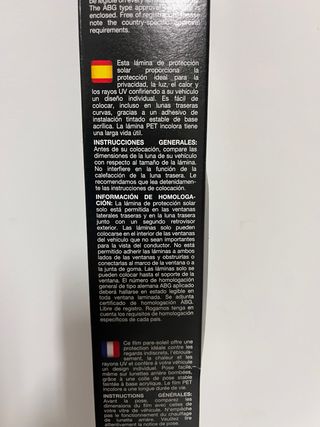 be legible on every film
The ABG type approval
enclosed. Free of registration. Please
note the country-specific approval
requirements.
Esta lámina de protección
solar proporciona la
protección ideal para la
privacidad, la luz, el calor y
los rayos UV confiriendo a su vehículo
un diseño individual. Es fácil de
colocar, incluso en lunas traseras
curvas, gracias a un adhesivo de
instalación tintado estable de base
acrílica. La lámina PET incolora tiene
una larga vida útil.
INSTRUCCIONES GENERALES:
Antes de su colocación, compare las
dimensiones de la luna de su vehículo
con respecto al tamaño de la lámina.
No interfiere en la función de la
calefacción de la luna trasera. Le
recomendamos que lea detenidamen-
te las instrucciones de colocación.
INFORMACIÓN DE HOMOLOGA-
CIÓN: La lámina de protección solar
solo está permitida en las ventanas
laterales traseras y en la luna trasera
junto con un segundo retrovisor
exterior. Las láminas solo pueden
colocarse en el interior de las ventanas
del vehículo que no sean importantes
para la vista del conductor. No está
permitido adherir las láminas a ambos
lados de las ventanas y obstruirlas o
conectarlas al marco de la ventana o a
la junta de goma. Las láminas solo se
pueden colocar hasta el soporte de la
ventana. El número de homologación
general de tipo alemana ABG aplicado
deberá hallarse en estado legible en
toda ventana laminada. Se adjunta
certificado de homologación ABG.
Libre de registro. Rogamos tenga en
cuenta los requisitos de homologación
específicos de cada país.
Ce film pare-soleil offre une
protection idéale contre les
regards indiscrets, l'éblouis-
sement, la chaleur et les
rayons UV et confère à votre véhicule
un design individuel. Pose facile,
même sur lunette arrière bombées,
grâce à une colle de pose stable
teintée à base acrylique. Le film PET
incolore a une longue durée de vie.
INSTRUCTIONS GÉNÉRALES:
Avant la pose, comparez les
dimensions du film avec celles de
votre vitre de véhicule. N'empêche
pas le fonctionnement du chauffage
de lunette arrière. Veuillez lire
attentivement la notice de pose.